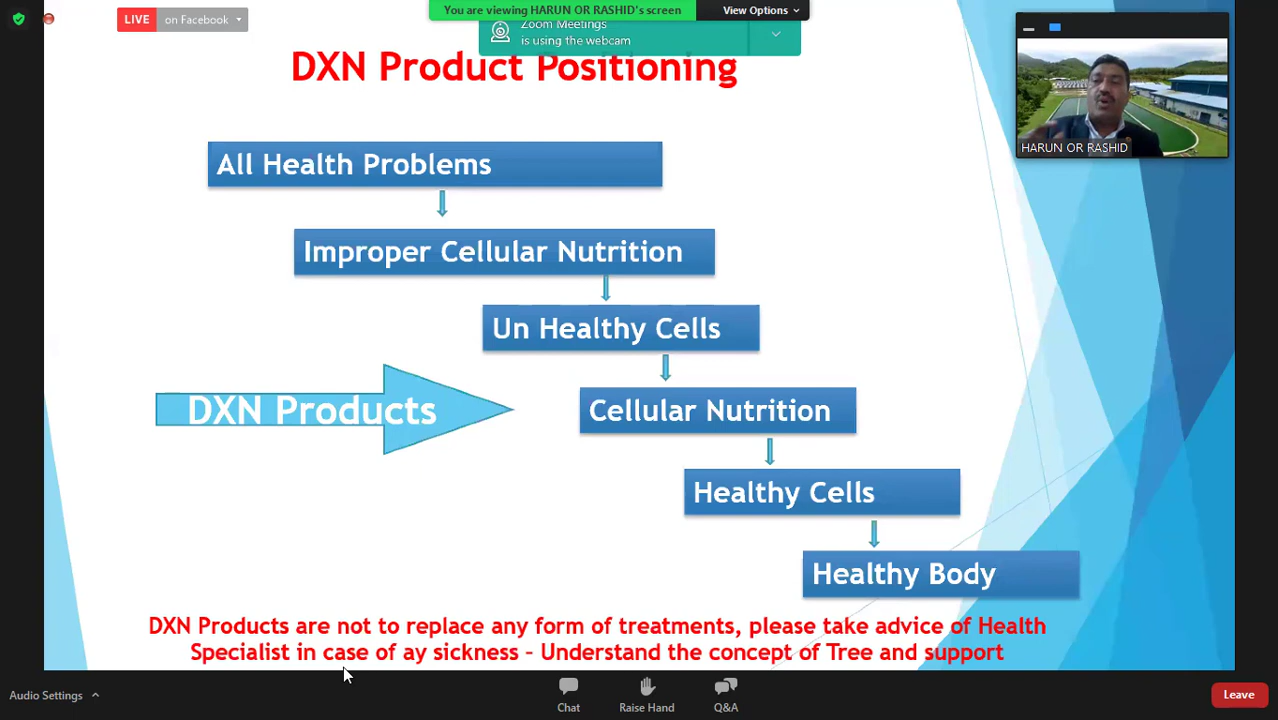 LIVE on Facebook
You are viewing HARUN OR RASHID's screen
View Options
Zoom Meetings
is using the webcam
DXN Product Positioning
HARUN OR RASHID
All Health Problems
Improper Cellular Nutrition
Un Healthy Cells
DXN Products
Cellular Nutrition
Healthy Cells
Healthy Body
DXN Products are not to replace any form of treatments, please take advice of Health
Specialist in case of ay sickness – Understand the concept of Tree and support
Audio Settings
Chat
Raise Hand
Q&A
Leave